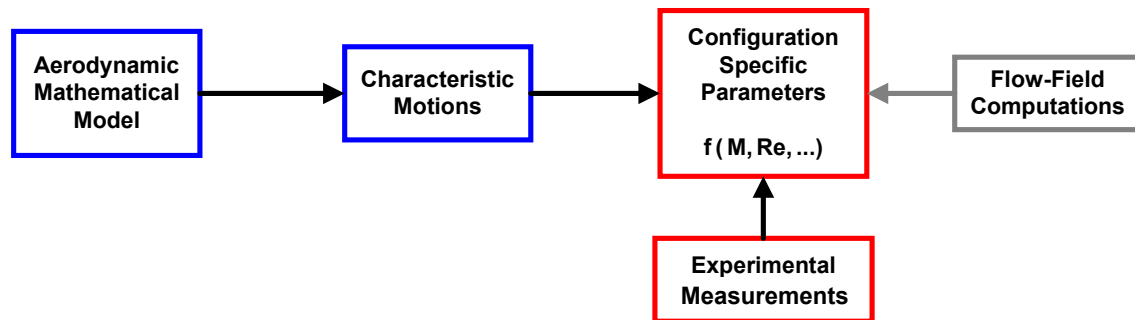 Aerodynamic
Mathematical
Model
Characteristic
Motions
Configuration
Specific
Parameters
f ( M, Re, ...)
Flow-Field
Computations
Experimental
Measurements